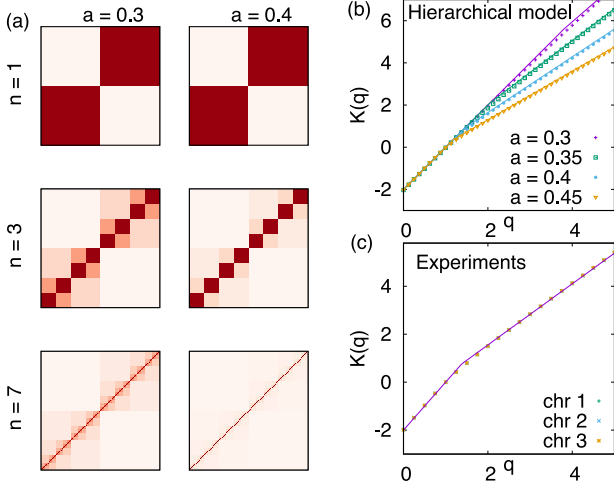 (a)
a = 0.3
a = 0.4
n = 1
n = 3
n = 7
(b)
Hierarchical model
K(q)
6
4
2
0
-2
a = 0.3
a = 0.35
a = 0.4
a = 0.45
0
2
4
q
(c)
Experiments
K(q)
4
2
0
-2
chr 1
chr 2
chr 3
0
2
4
q